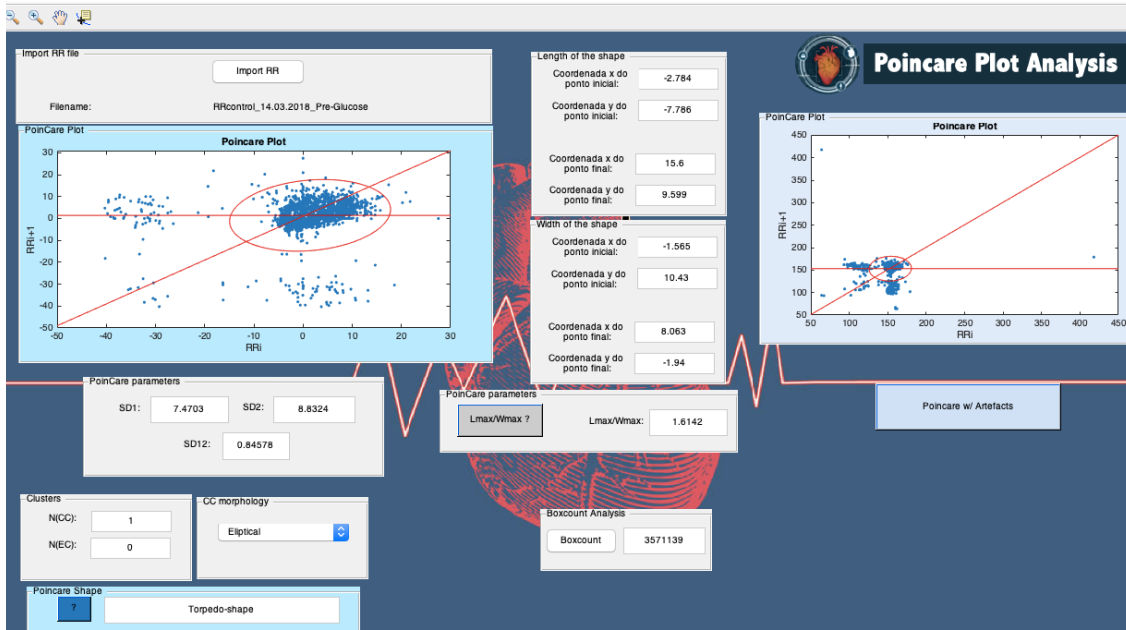 Poincare Plot Analysis
Import RR file
Import RR
Filename:
RRcontrol_14.03.2018_Pre-Glucose
PoinCare Plot
Poincare Plot
30
20
10
0
-10
-20
-30
-40
-50
RRi+1
-50
-40
-30
-20
-10
0
10
20
30
RRi
Length of the shape
Coordenada x do
ponto inicial:
-2.784
Coordenada y do
ponto inicial:
-7.786
Coordenada x do
ponto final:
15.6
Coordenada y do
ponto final:
9.599
Width of the shape
Coordenada x do
ponto inicial:
-1.565
Coordenada y do
ponto inicial:
10.43
Coordenada x do
ponto final:
8.063
Coordenada y do
ponto final:
-1.94
PoinCare Plot
Poincare Plot
450
400
350
300
250
200
150
100
50
RRi+1
50
100
150
200
250
300
350
400
450
RRi
PoinCare parameters
SD1:
7.4703
SD2:
8.8324
SD12:
0.84578
PoinCare parameters
Lmax/Wmax ?
Lmax/Wmax:
1.6142
Poincare w/ Artefacts
Clusters
N(CC):
1
N(EC):
0
CC morphology
Eliptical
Boxcount Analysis
Boxcount
3571139
Poincare Shape
?
Torpedo-shape